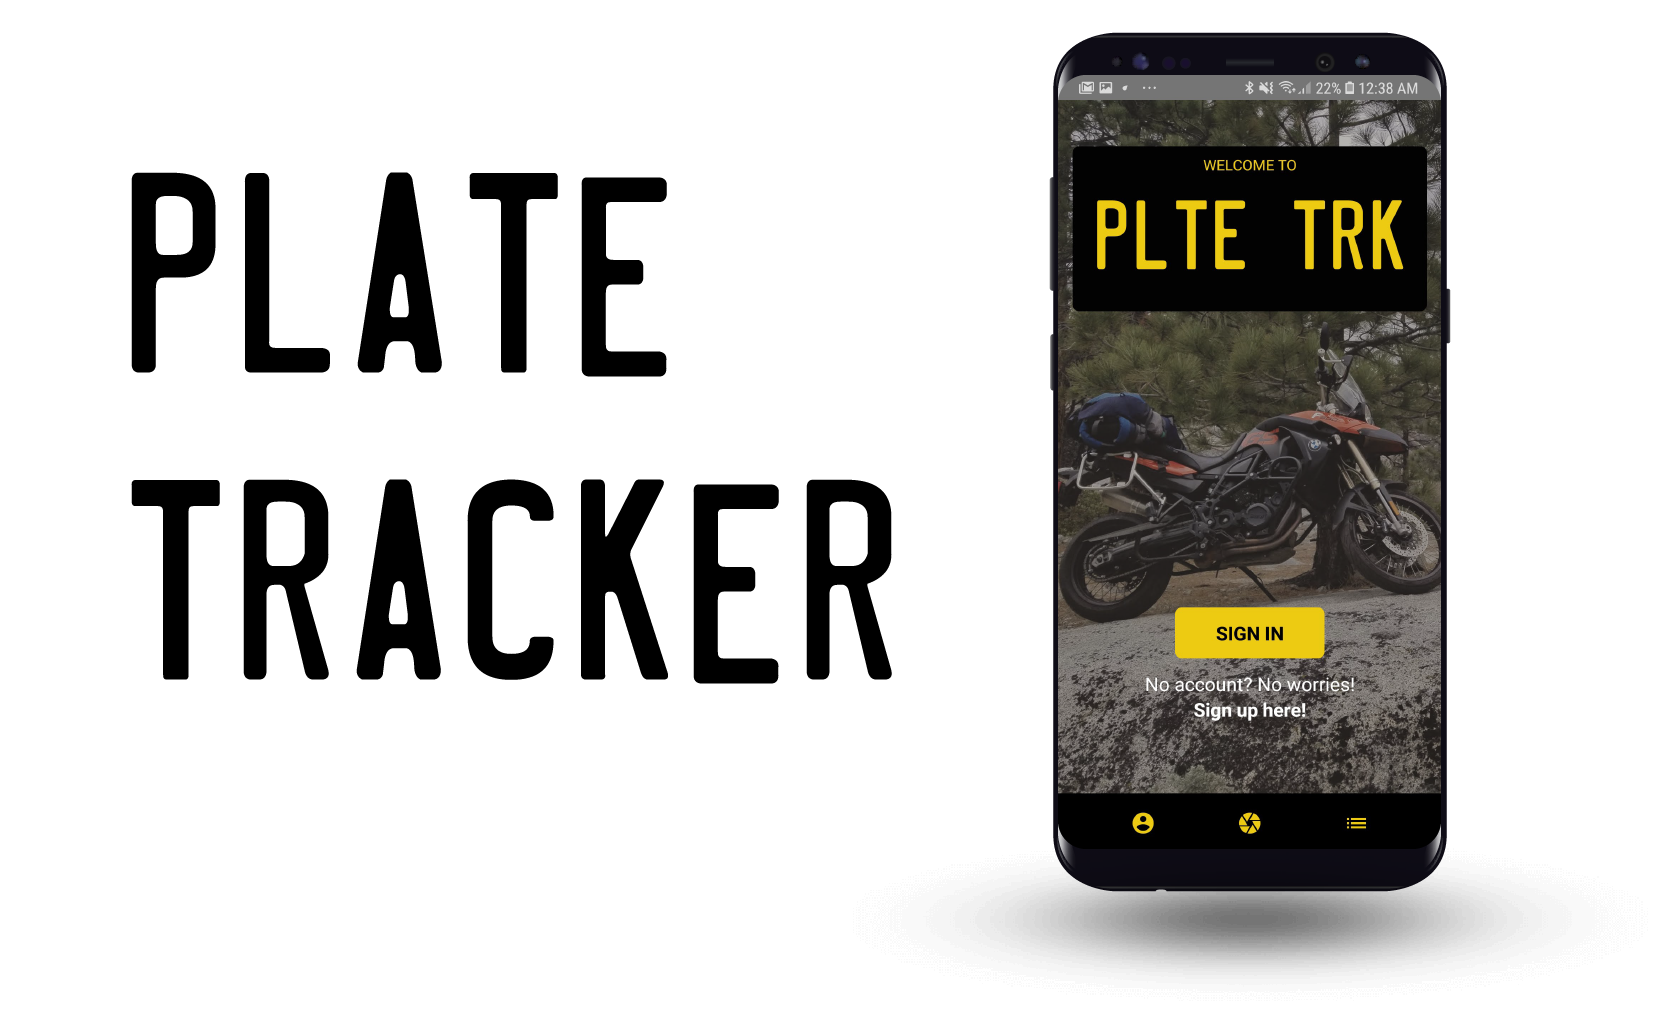 PLATE
TRACKER
22% 12:38 AM
WELCOME TO
PLTE TRK
SIGN IN
No account? No worries!
Sign up here!